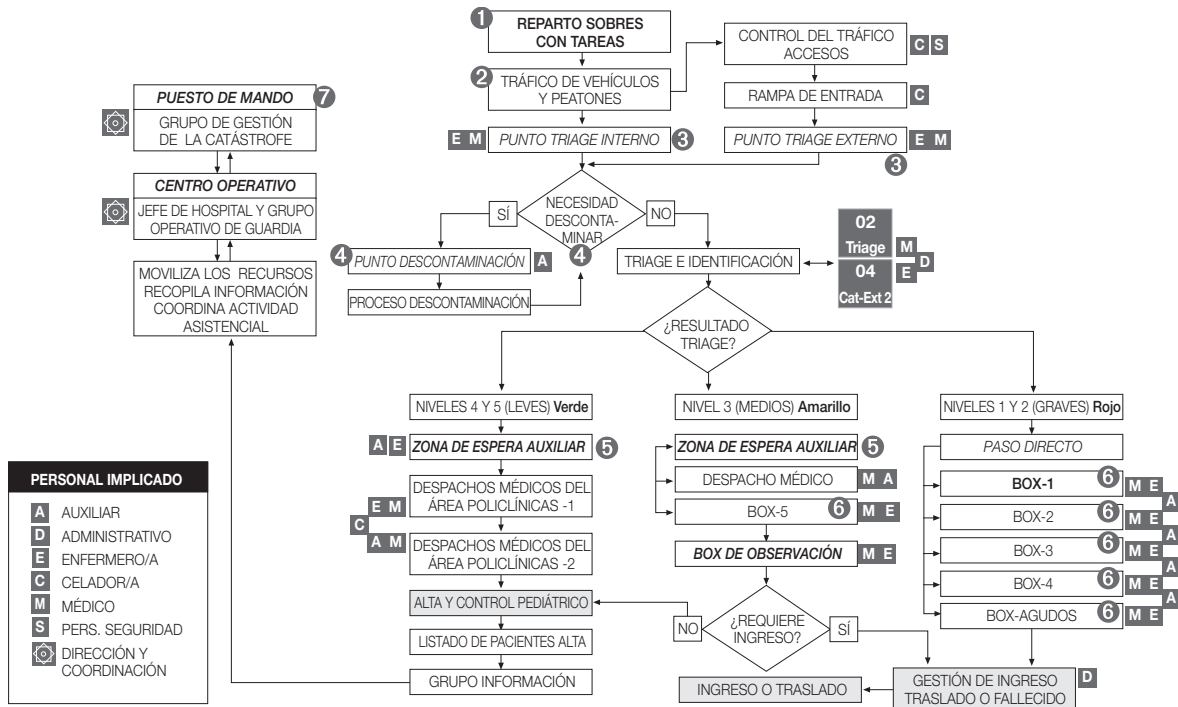 1
REPARTO SOBRES
CON TAREAS
2
TRÁFICO DE VEHÍCULOS
Y PEATONES
CONTROL DEL TRÁFICO
ACCESOS
C S
RAMPA DE ENTRADA
C
E M
PUNTO TRIAGE INTERNO
3
PUNTO TRIAGE EXTERNO
E M
3
PUESTO DE MANDO
7
GRUPO DE GESTIÓN
DE LA CATÁSTROFE
CENTRO OPERATIVO
JEFE DE HOSPITAL Y GRUPO
OPERATIVO DE GUARDIA
MOVILIZA LOS RECURSOS
RECOPILA INFORMACIÓN
COORDINA ACTIVIDAD
ASISTENCIAL
SÍ
NECESIDAD
DESCONTA-
MINAR
NO
4
4
PUNTO DESCONTAMINACIÓN
A
PROCESO DESCONTAMINACIÓN
TRIAGE E IDENTIFICACIÓN
02
Triage
04
Cat-Ext 2
M
D
E
¿RESULTADO
TRIAGE?
NIVELES 4 Y 5 (LEVES) Verde
A E
ZONA DE ESPERA AUXILIAR
5
DESPACHOS MÉDICOS DEL
ÁREA POLICLÍNICAS -1
E M
C
A M
DESPACHOS MÉDICOS DEL
ÁREA POLICLÍNICAS -2
ALTA Y CONTROL PEDIÁTRICO
LISTADO DE PACIENTES ALTA
GRUPO INFORMACIÓN
NIVEL 3 (MEDIOS) Amarillo
ZONA DE ESPERA AUXILIAR
5
DESPACHO MÉDICO
M A
BOX-5
6
M E
BOX DE OBSERVACIÓN
M E
NO
¿REQUIERE
INGRESO?
SÍ
INGRESO O TRASLADO
NIVELES 1 Y 2 (GRAVES) Rojo
PASO DIRECTO
BOX-1
6
M E
A
BOX-2
6
M E
A
BOX-3
6
M E
A
BOX-4
6
M E
A
BOX-AGUDOS
6
M E
GESTIÓN DE INGRESO
TRASLADO O FALLECIDO
D
PERSONAL IMPLICADO
A AUXILIAR
D ADMINISTRATIVO
E ENFERMERO/A
C CELADOR/A
M MÉDICO
S PERS. SEGURIDAD
DIRECCIÓN Y
COORDINACIÓN